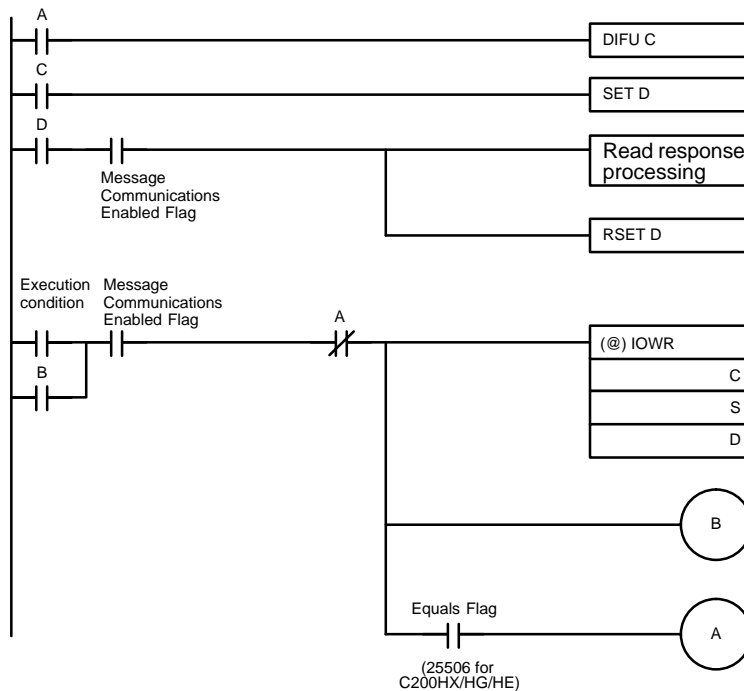 A
DIFU C
C
SET D
D
Message
Communications
Enabled Flag
Read response
processing
RSET D
Execution
condition
Message
Communications
Enabled Flag
A
(@) IOWR
C
B
S
D
B
Equals Flag
A
(25506 for
C200HX/HG/HE)